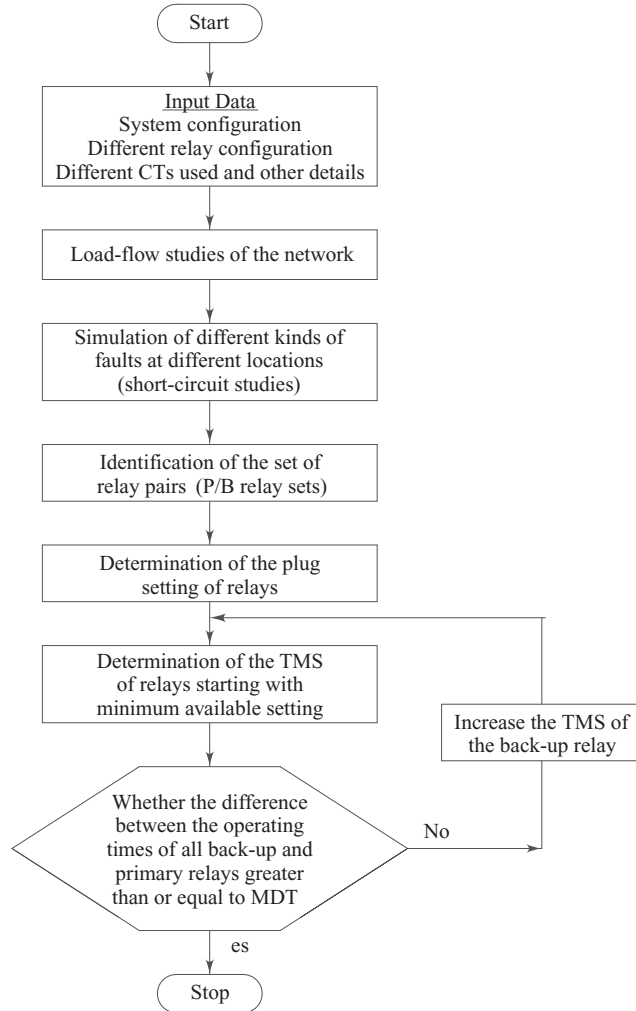 Start
Input Data
System configuration
Different relay configuration
Different CTs used and other details
Load-flow studies of the network
Simulation of different kinds of
faults at different locations
(short-circuit studies)
Identification of the set of
relay pairs (P/B relay sets)
Determination of the plug
setting of relays
Determination of the TMS
of relays starting with
minimum available setting
Increase the TMS of
the back-up relay
Whether the difference
between the operating
times of all back-up and
primary relays greater
than or equal to MDT
No
es
Stop